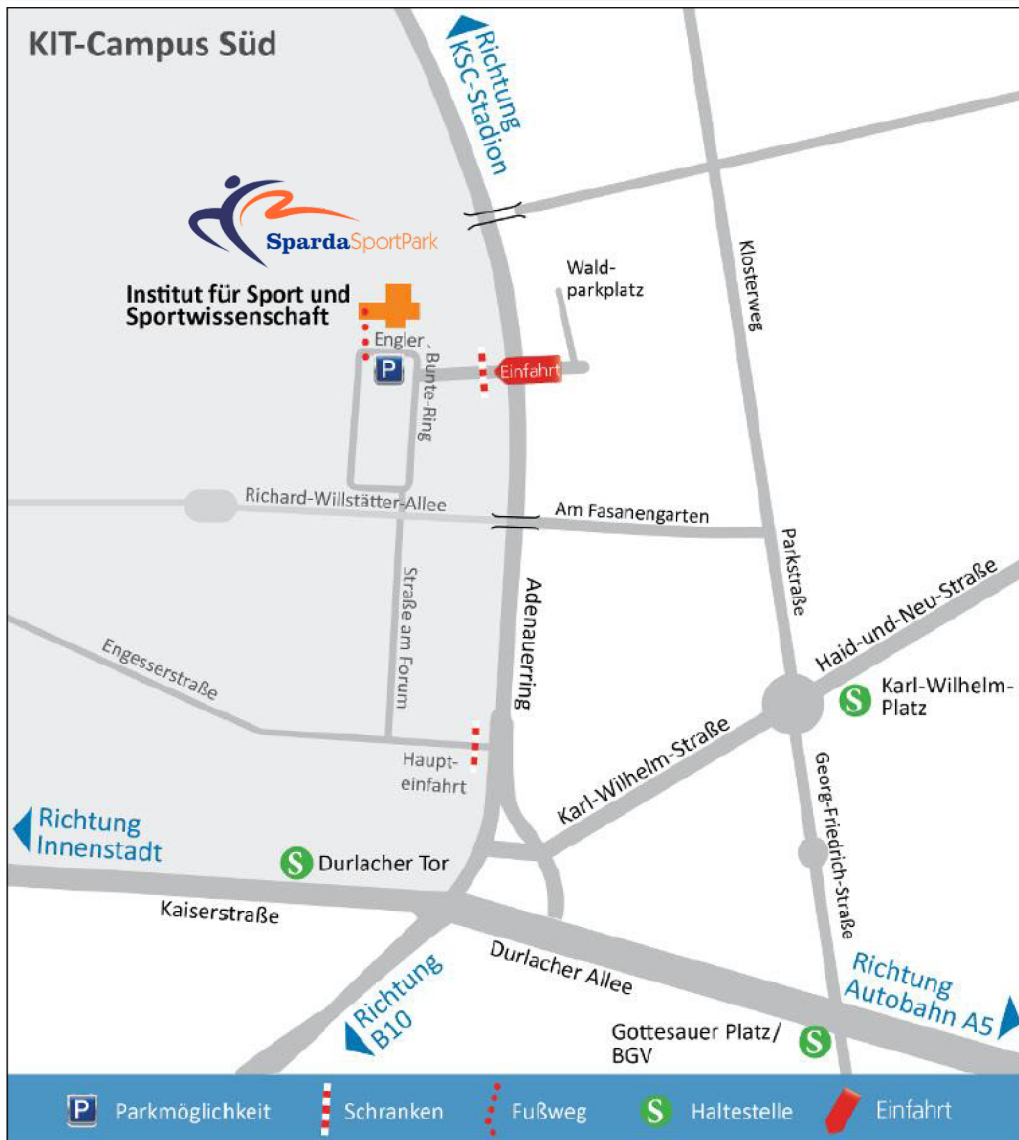 KIT-Campus Süd
Richtung
KSC-Stadion
SpardaSportPark
Klosterweg
Wald-
parkplatz
Institut für Sport und
Sportwissenschaft
Engler
Bunte-Ring
P
Einfahrt
Richard-Willstätter-Allee
Am Fasanengarten
Parkstraße
Straße am Forum
Adenauerring
Haid-und-Neu-Straße
Engesserstraße
S
Karl-Wilhelm-
Platz
Karl-Wilhelm-Straße
Haupt-
einfahrt
Georg-Friedrich-Straße
Richtung
Innenstadt
S Durlacher Tor
Kaiserstraße
Durlacher Allee
Richtung
B10
Richtung
Autobahn A5
Gottesauer Platz/
BGV
S
P Parkmöglichkeit
Schranken
Fußweg
S Haltestelle
Einfahrt